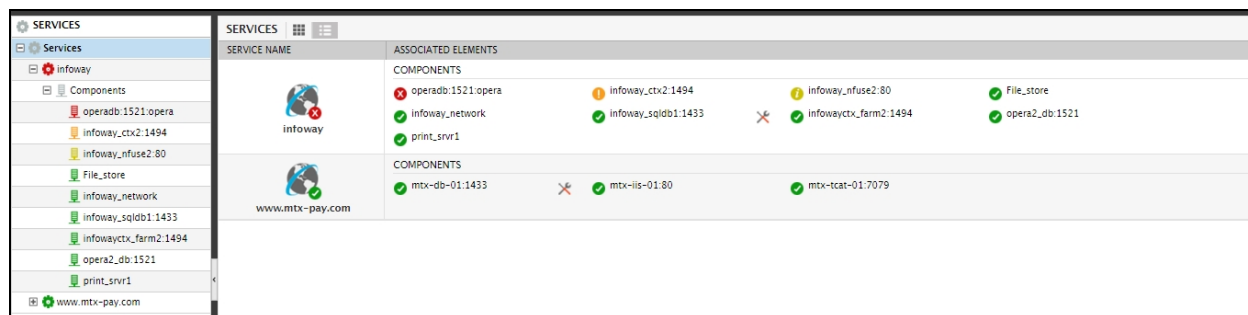 SERVICES
Services
infoway
Components
operadb:1521:opera
infoway_ctx2:1494
infoway_nfuse2:80
File_store
infoway_network
infoway_sqldb1:1433
infowayctx_farm2:1494
opera2_db:1521
print_srvr1
www.mtx-pay.com
SERVICES
SERVICE NAME ASSOCIATED ELEMENTS
infoway
COMPONENTS
operadb:1521:opera infoway_ctx2:1494 infoway_nfuse2:80 File_store
infoway_network infoway_sqldb1:1433 infowayctx_farm2:1494 opera2_db:1521
print_srvr1
www.mtx-pay.com
COMPONENTS
mtx-db-01:1433 mtx-iis-01:80 mtx-tcat-01:7079